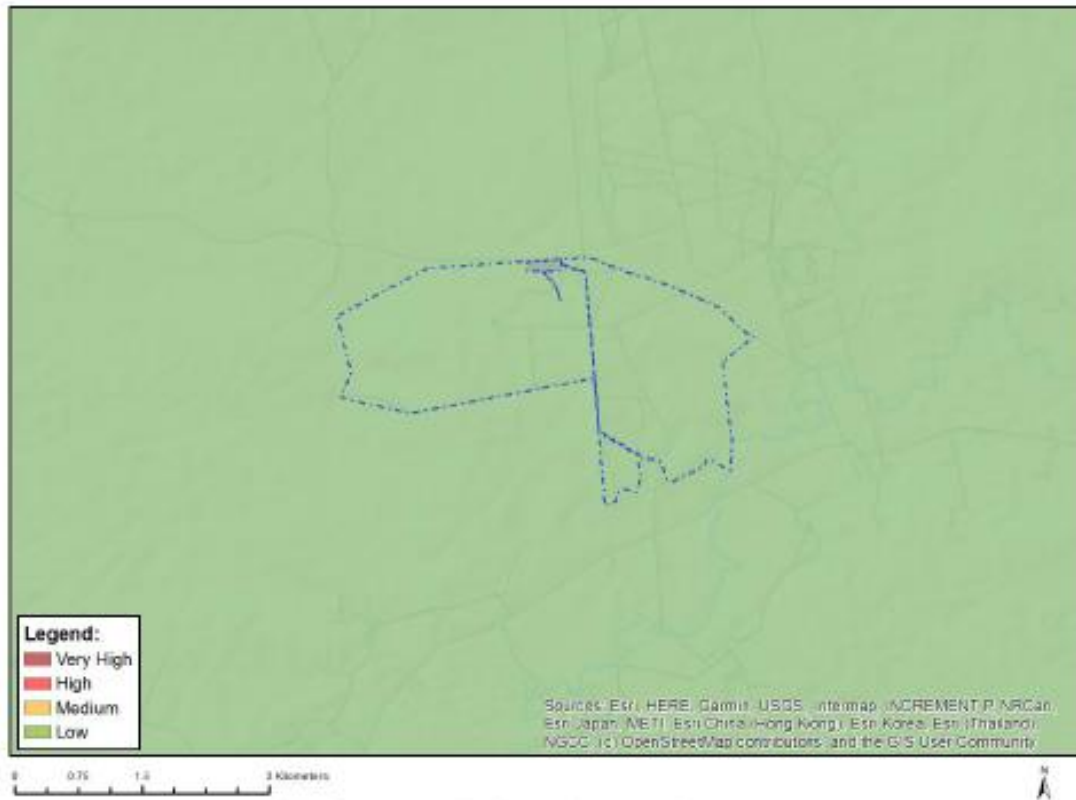 Legend:
Very High
High
Medium
Low
Sources: Esri, HERE, Garmin, USGS, Intermap, INCREMENT P, NRCan,
Esri Japan, METI, Esri China (Hong Kong), Esri Korea, Esri (Thailand),
NGCC, (c) OpenStreetMap contributors, and the GIS User Community
0 0.75 1.5 3 Kilometers
N